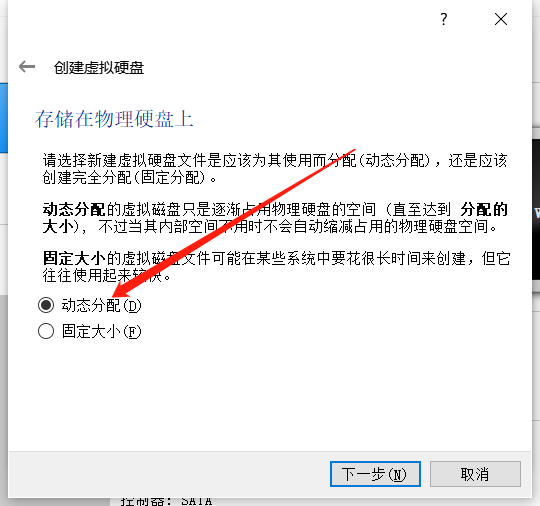 ?
创建虚拟硬盘
存储在物理硬盘上
请选择新建虚拟硬盘文件是应该为其使用而分配(动态分配)，还是应该
创建完全分配(固定分配)。
动态分配的虚拟磁盘只是逐渐占用物理硬盘的空间 (直至达到 分配的
大小)，不过当其内部空间不用时不会自动缩减占用的物理硬盘空间。
固定大小的虚拟磁盘文件可能在某些系统中要花很长时间来创建，但它
往往使用起来较快。
动态分配(D)
固定大小(F)
下一步(N)
取消
控制器: SATA